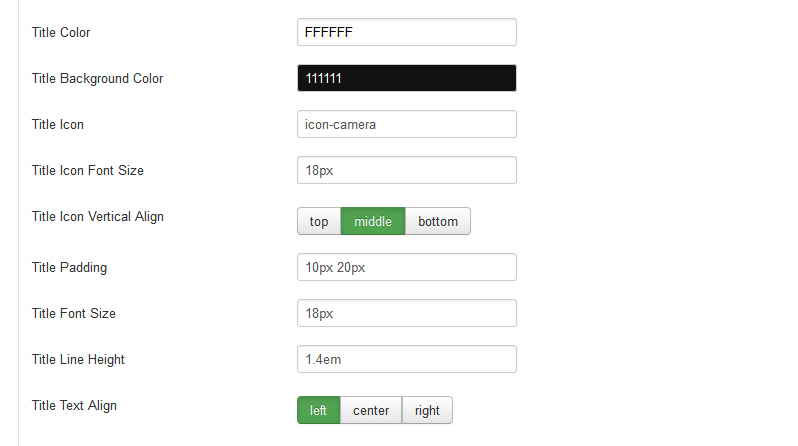 Title Color FFFFFF
Title Background Color 111111
Title Icon icon-camera
Title Icon Font Size 18px
Title Icon Vertical Align top middle bottom
Title Padding 10px 20px
Title Font Size 18px
Title Line Height 1.4em
Title Text Align left center right